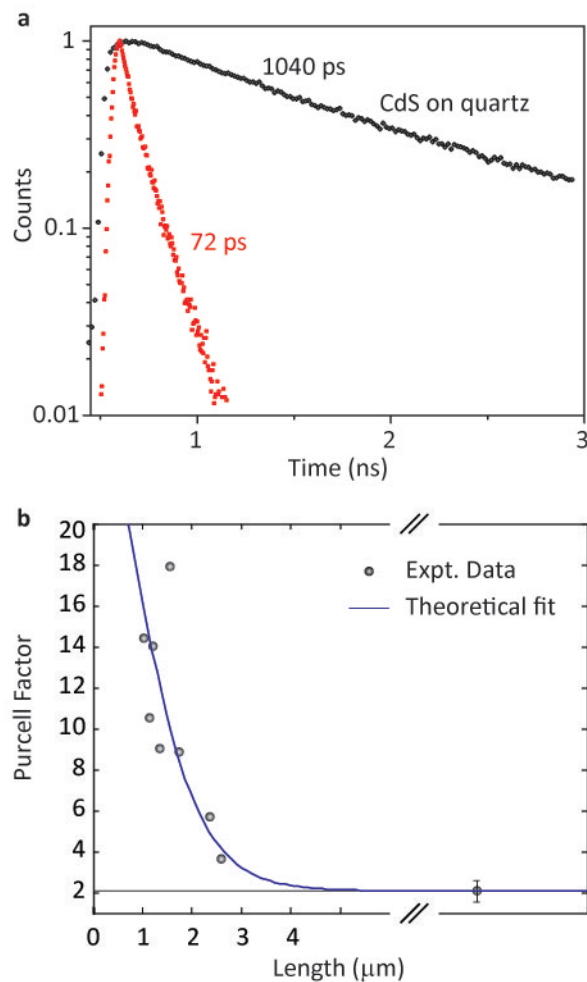 a
1
1040 ps
CdS on quartz
Counts
0.1
72 ps
0.01
1 2 3
Time (ns)
b
20
18
Expt. Data
16
Theoretical fit
14
12
Purcell Factor
10
8
6
4
2
0 1 2 3 4
Length (μm)